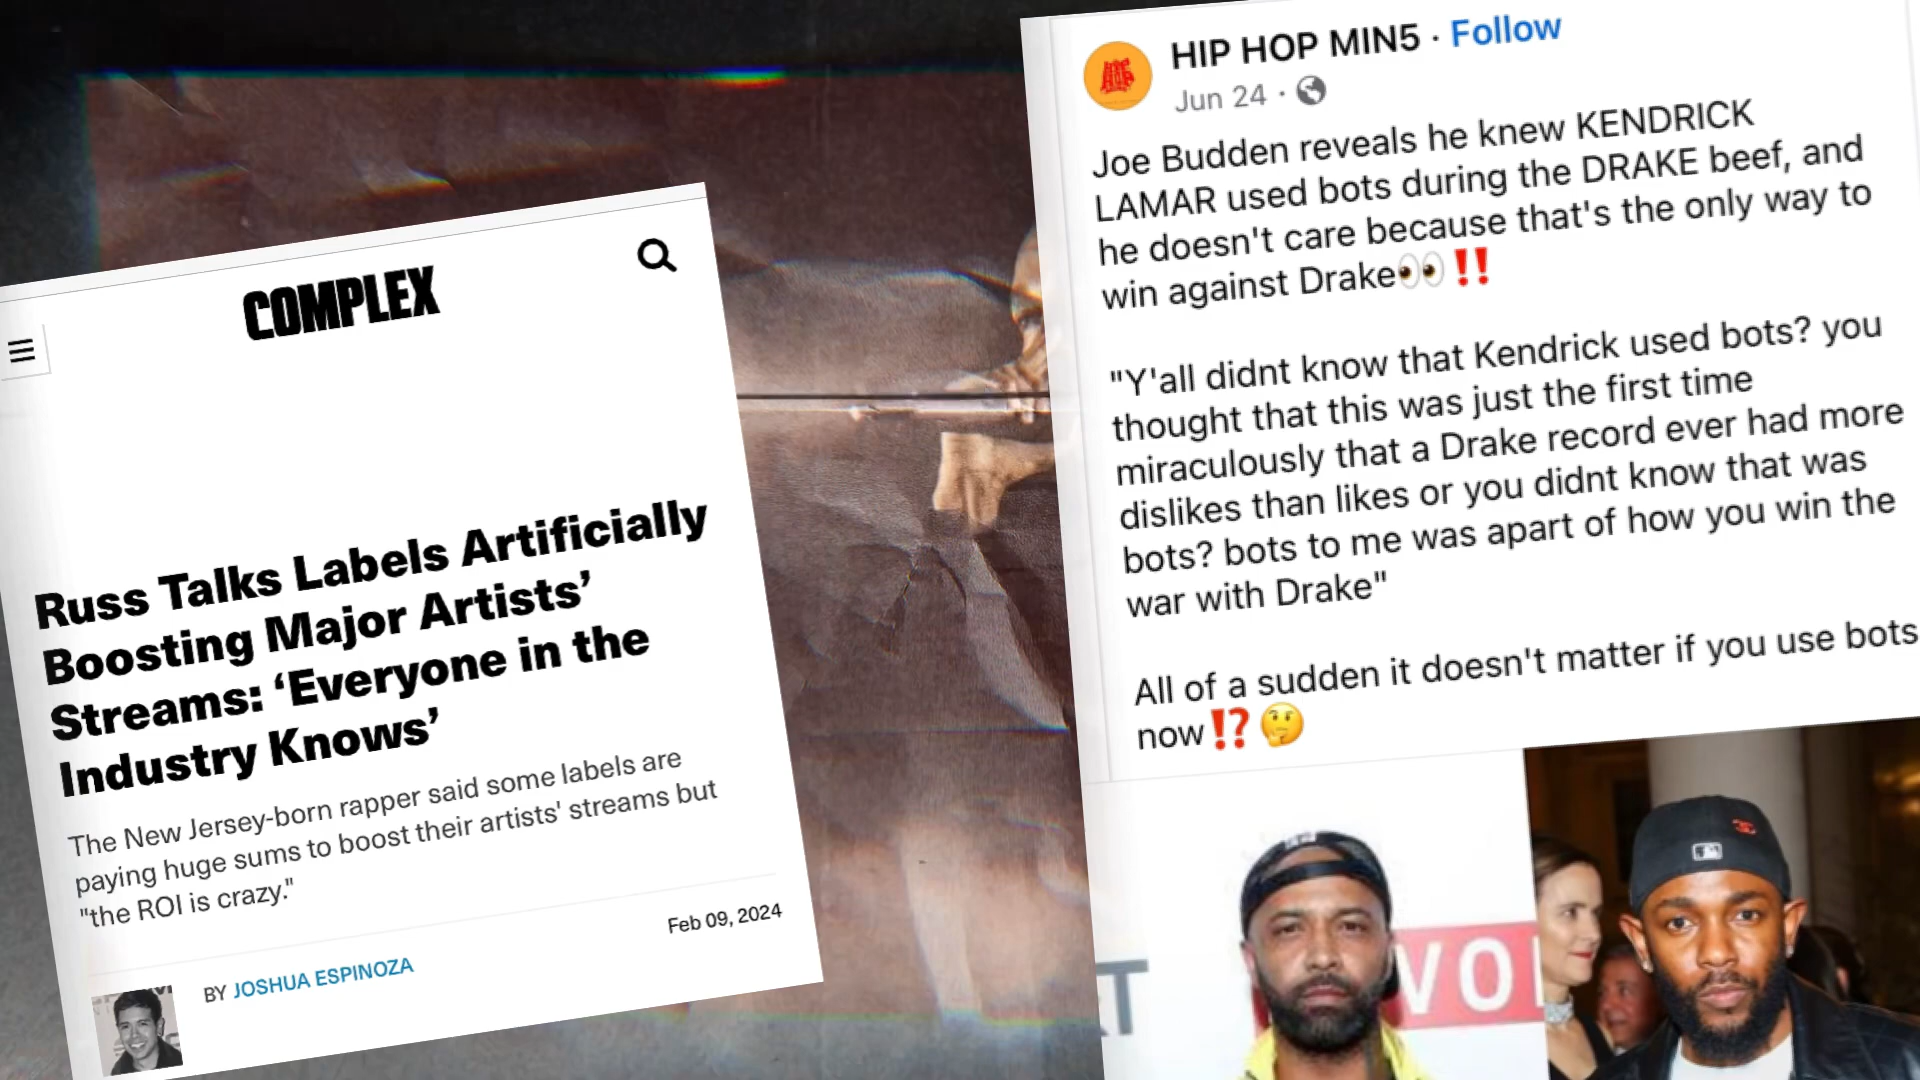 COMPLEX
Russ Talks Labels Artificially
Boosting Major Artists'
Streams: 'Everyone in the
Industry Knows'
The New Jersey-born rapper said some labels are
paying huge sums to boost their artists' streams but
"the ROI is crazy."
Feb 09, 2024
BY JOSHUA ESPINOZA
HIP HOP MIN5 · Follow
Jun 24 ·
Joe Budden reveals he knew KENDRICK
LAMAR used bots during the DRAKE beef, and
he doesn't care because that's the only way to
win against Drake👀‼️
"Y'all didnt know that Kendrick used bots? you
thought that this was just the first time
miraculously that a Drake record ever had more
dislikes than likes or you didnt know that was
bots? bots to me was apart of how you win the
war with Drake"
All of a sudden it doesn't matter if you use bots
now⁉️🤔
VO